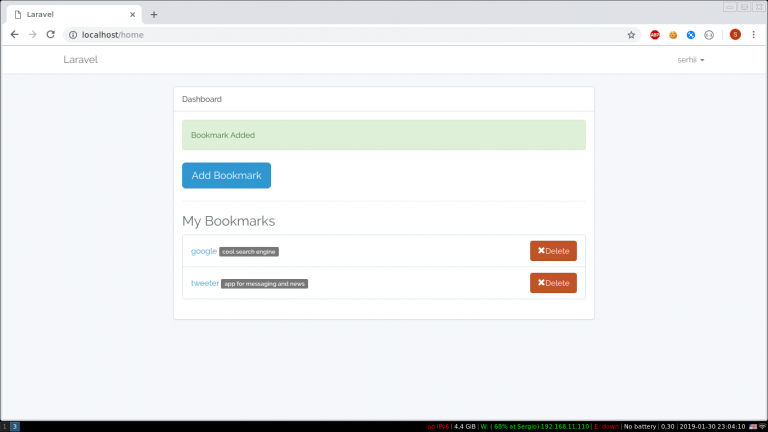 Laravel
localhost/home
ABP
S
Laravel
serhii
Dashboard
Bookmark Added
Add Bookmark
My Bookmarks
google cool search engine
Delete
tweeter app for messaging and news
Delete
1 3 no IPv6 | 4,4 GiB | W: ( 68% at Sergio) 192.168.11.110 | E: down | No battery | 0,30 | 2019-01-30 23:04:10